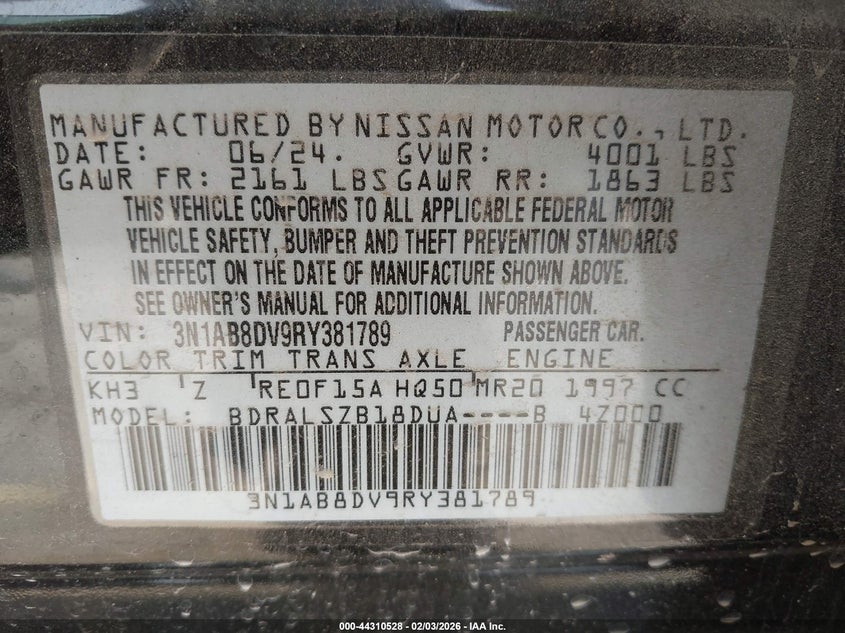 MANUFACTURED BY NISSAN MOTOR CO., LTD.
DATE: 06/24. GVWR: 4001 LBS
GAWR FR: 2161 LBS GAWR RR: 1863 LBS
THIS VEHICLE CONFORMS TO ALL APPLICABLE FEDERAL MOTOR
VEHICLE SAFETY, BUMPER AND THEFT PREVENTION STANDARDS
IN EFFECT ON THE DATE OF MANUFACTURE SHOWN ABOVE.
SEE OWNER'S MANUAL FOR ADDITIONAL INFORMATION.
VIN: 3N1AB8DV9RY381789 PASSENGER CAR.
COLOR TRIM TRANS AXLE ENGINE
KH3 Z RE0F15A HQ50 MR20 1997 CC
MODEL: BDRALSZB18DUA----B 4Z000
3N1AB8DV9RY381789
000-44310528 - 02/03/2026 - IAA Inc.